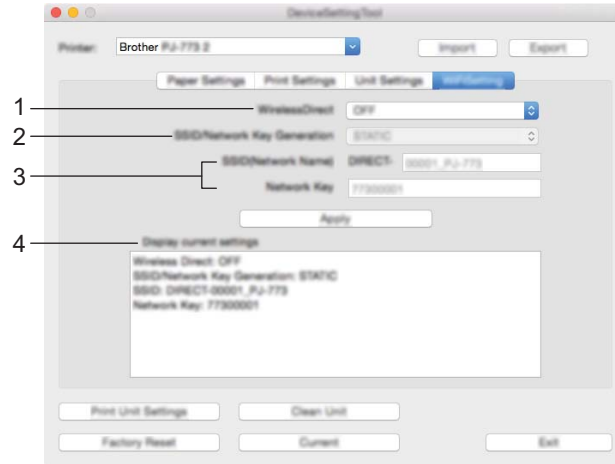 DeviceSettingTool
Printer: Brother PJ-773 2 Import Export
Paper Settings Print Settings Unit Settings WiFiSetting
1 WirelessDirect OFF
2 SSID/Network Key Generation STATIC
3 SSID(Network Name) DIRECT- 00001_PJ-773
Network Key 77300001
Apply
4 Display current settings
Wireless Direct: OFF
SSID/Network Key Generation: STATIC
SSID: DIRECT-00001_PJ-773
Network Key: 77300001
Print Unit Settings Clean Unit
Factory Reset Current Exit